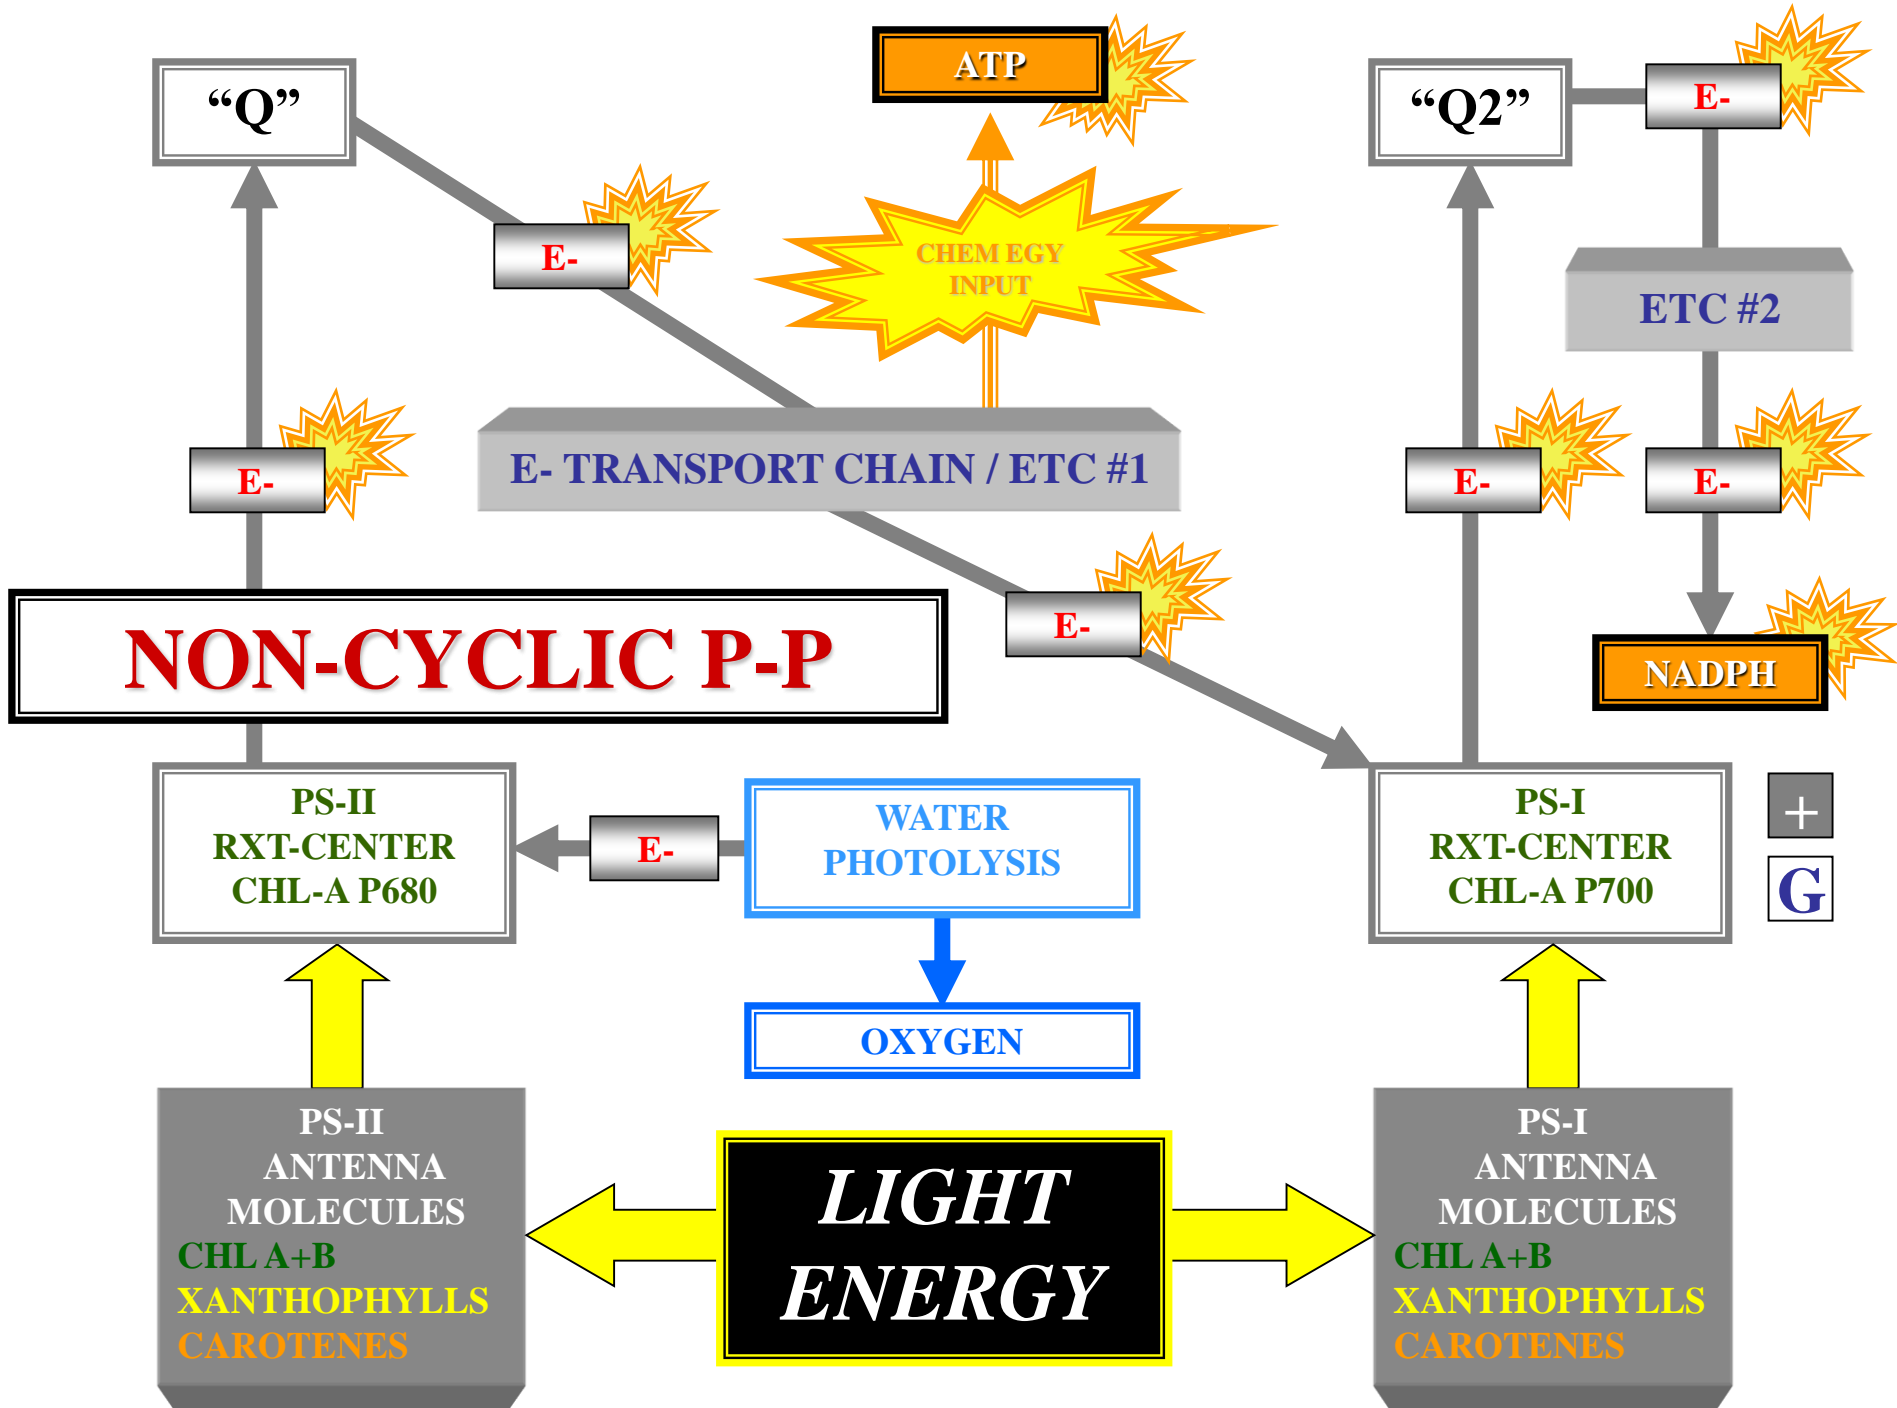 ATP
“Q”
“Q2”
E-
E-
CHEM EGY
INPUT
ETC #2
E- TRANSPORT CHAIN / ETC #1
E-
E-
E-
E-
NON-CYCLIC P-P
NADPH
PS-II
RXT-CENTER
CHL-A P680
E-
WATER
PHOTOLYSIS
PS-I
RXT-CENTER
CHL-A P700
+
G
OXYGEN
PS-II
ANTENNA
MOLECULES
CHL A+B
XANTHOPHYLLS
CAROTENES
LIGHT
ENERGY
PS-I
ANTENNA
MOLECULES
CHL A+B
XANTHOPHYLLS
CAROTENES